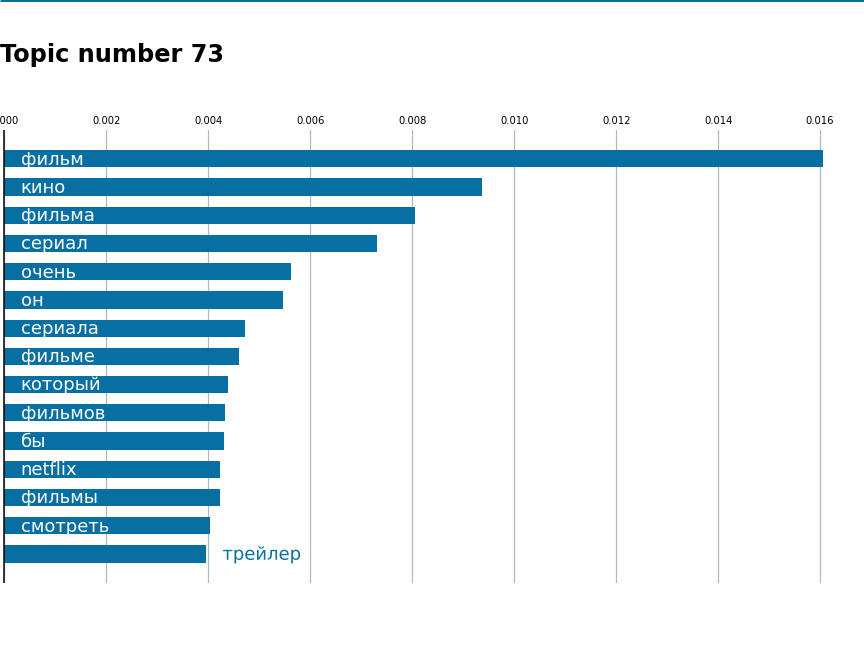 Topic number 73
000 0.002 0.004 0.006 0.008 0.010 0.012 0.014 0.016
фильм
кино
фильма
сериал
очень
он
сериала
фильме
который
фильмов
бы
netflix
фильмы
смотреть
трейлер